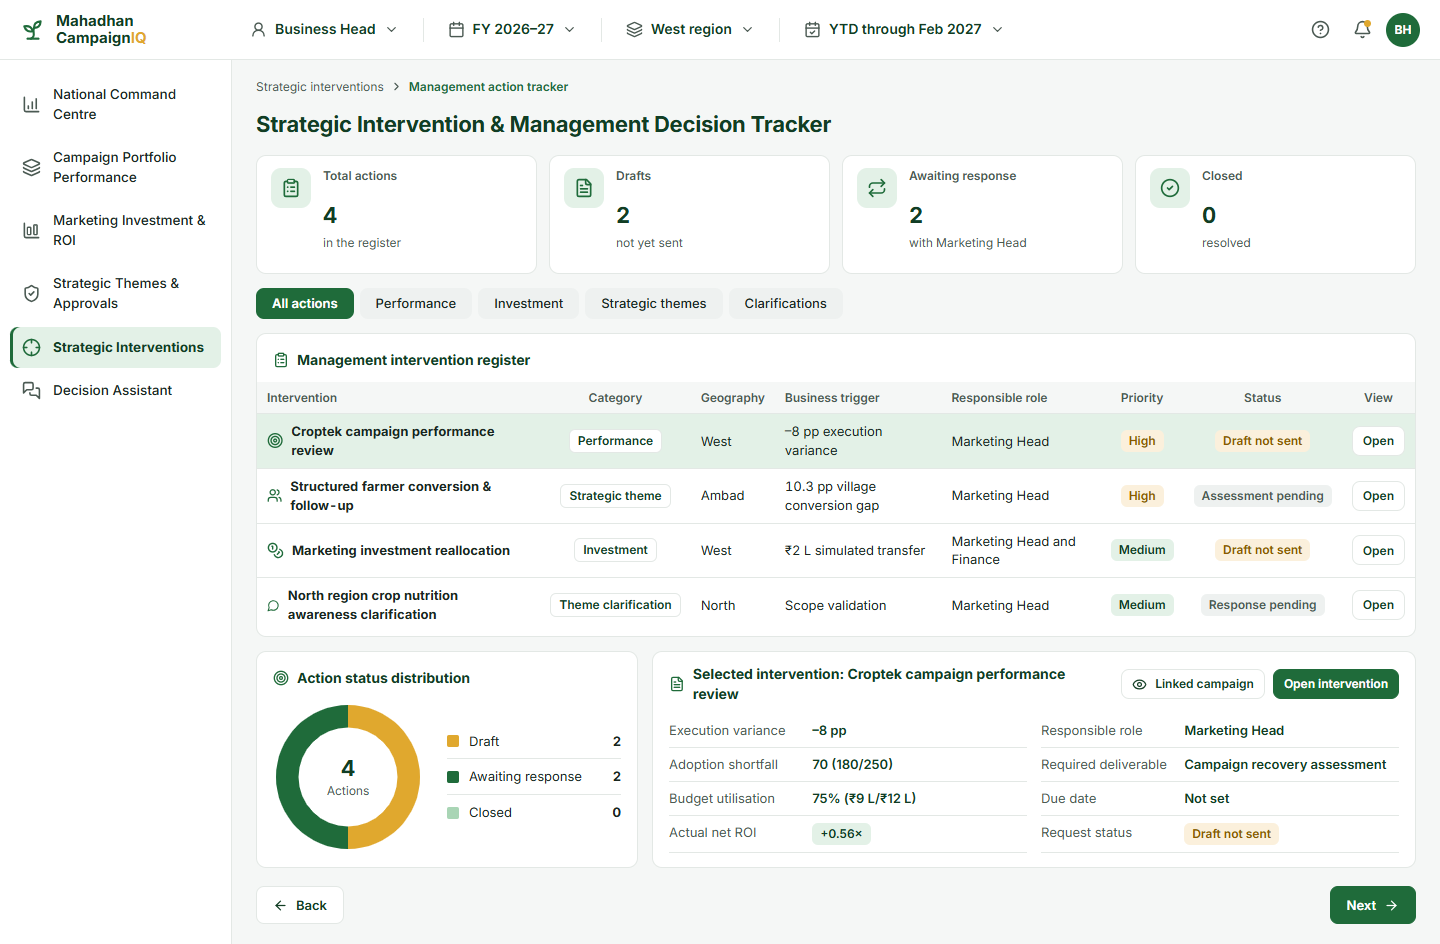 Mahadhan
CampaignIQ
Business Head
FY 2026–27
West region
YTD through Feb 2027
BH
National Command
Centre
Campaign Portfolio
Performance
Marketing Investment &
ROI
Strategic Themes &
Approvals
Strategic Interventions
Decision Assistant
Strategic interventions > Management action tracker
Strategic Intervention & Management Decision Tracker
Total actions
4
in the register
Drafts
2
not yet sent
Awaiting response
2
with Marketing Head
Closed
0
resolved
All actions
Performance
Investment
Strategic themes
Clarifications
Management intervention register
Intervention Category Geography Business trigger Responsible role Priority Status View
Croptek campaign performance
review
Performance
West
−8 pp execution
variance
Marketing Head
High
Draft not sent
Open
Structured farmer conversion &
follow-up
Strategic theme
Ambad
10.3 pp village
conversion gap
Marketing Head
High
Assessment pending
Open
Marketing investment reallocation
Investment
West
₹2 L simulated transfer
Marketing Head and
Finance
Medium
Draft not sent
Open
North region crop nutrition
awareness clarification
Theme clarification
North
Scope validation
Marketing Head
Medium
Response pending
Open
Action status distribution
4
Actions
Draft 2
Awaiting response 2
Closed 0
Selected intervention: Croptek campaign performance
review
Linked campaign
Open intervention
Execution variance −8 pp
Adoption shortfall 70 (180/250)
Budget utilisation 75% (₹9 L/₹12 L)
Actual net ROI +0.56×
Responsible role Marketing Head
Required deliverable Campaign recovery assessment
Due date Not set
Request status Draft not sent
Back
Next